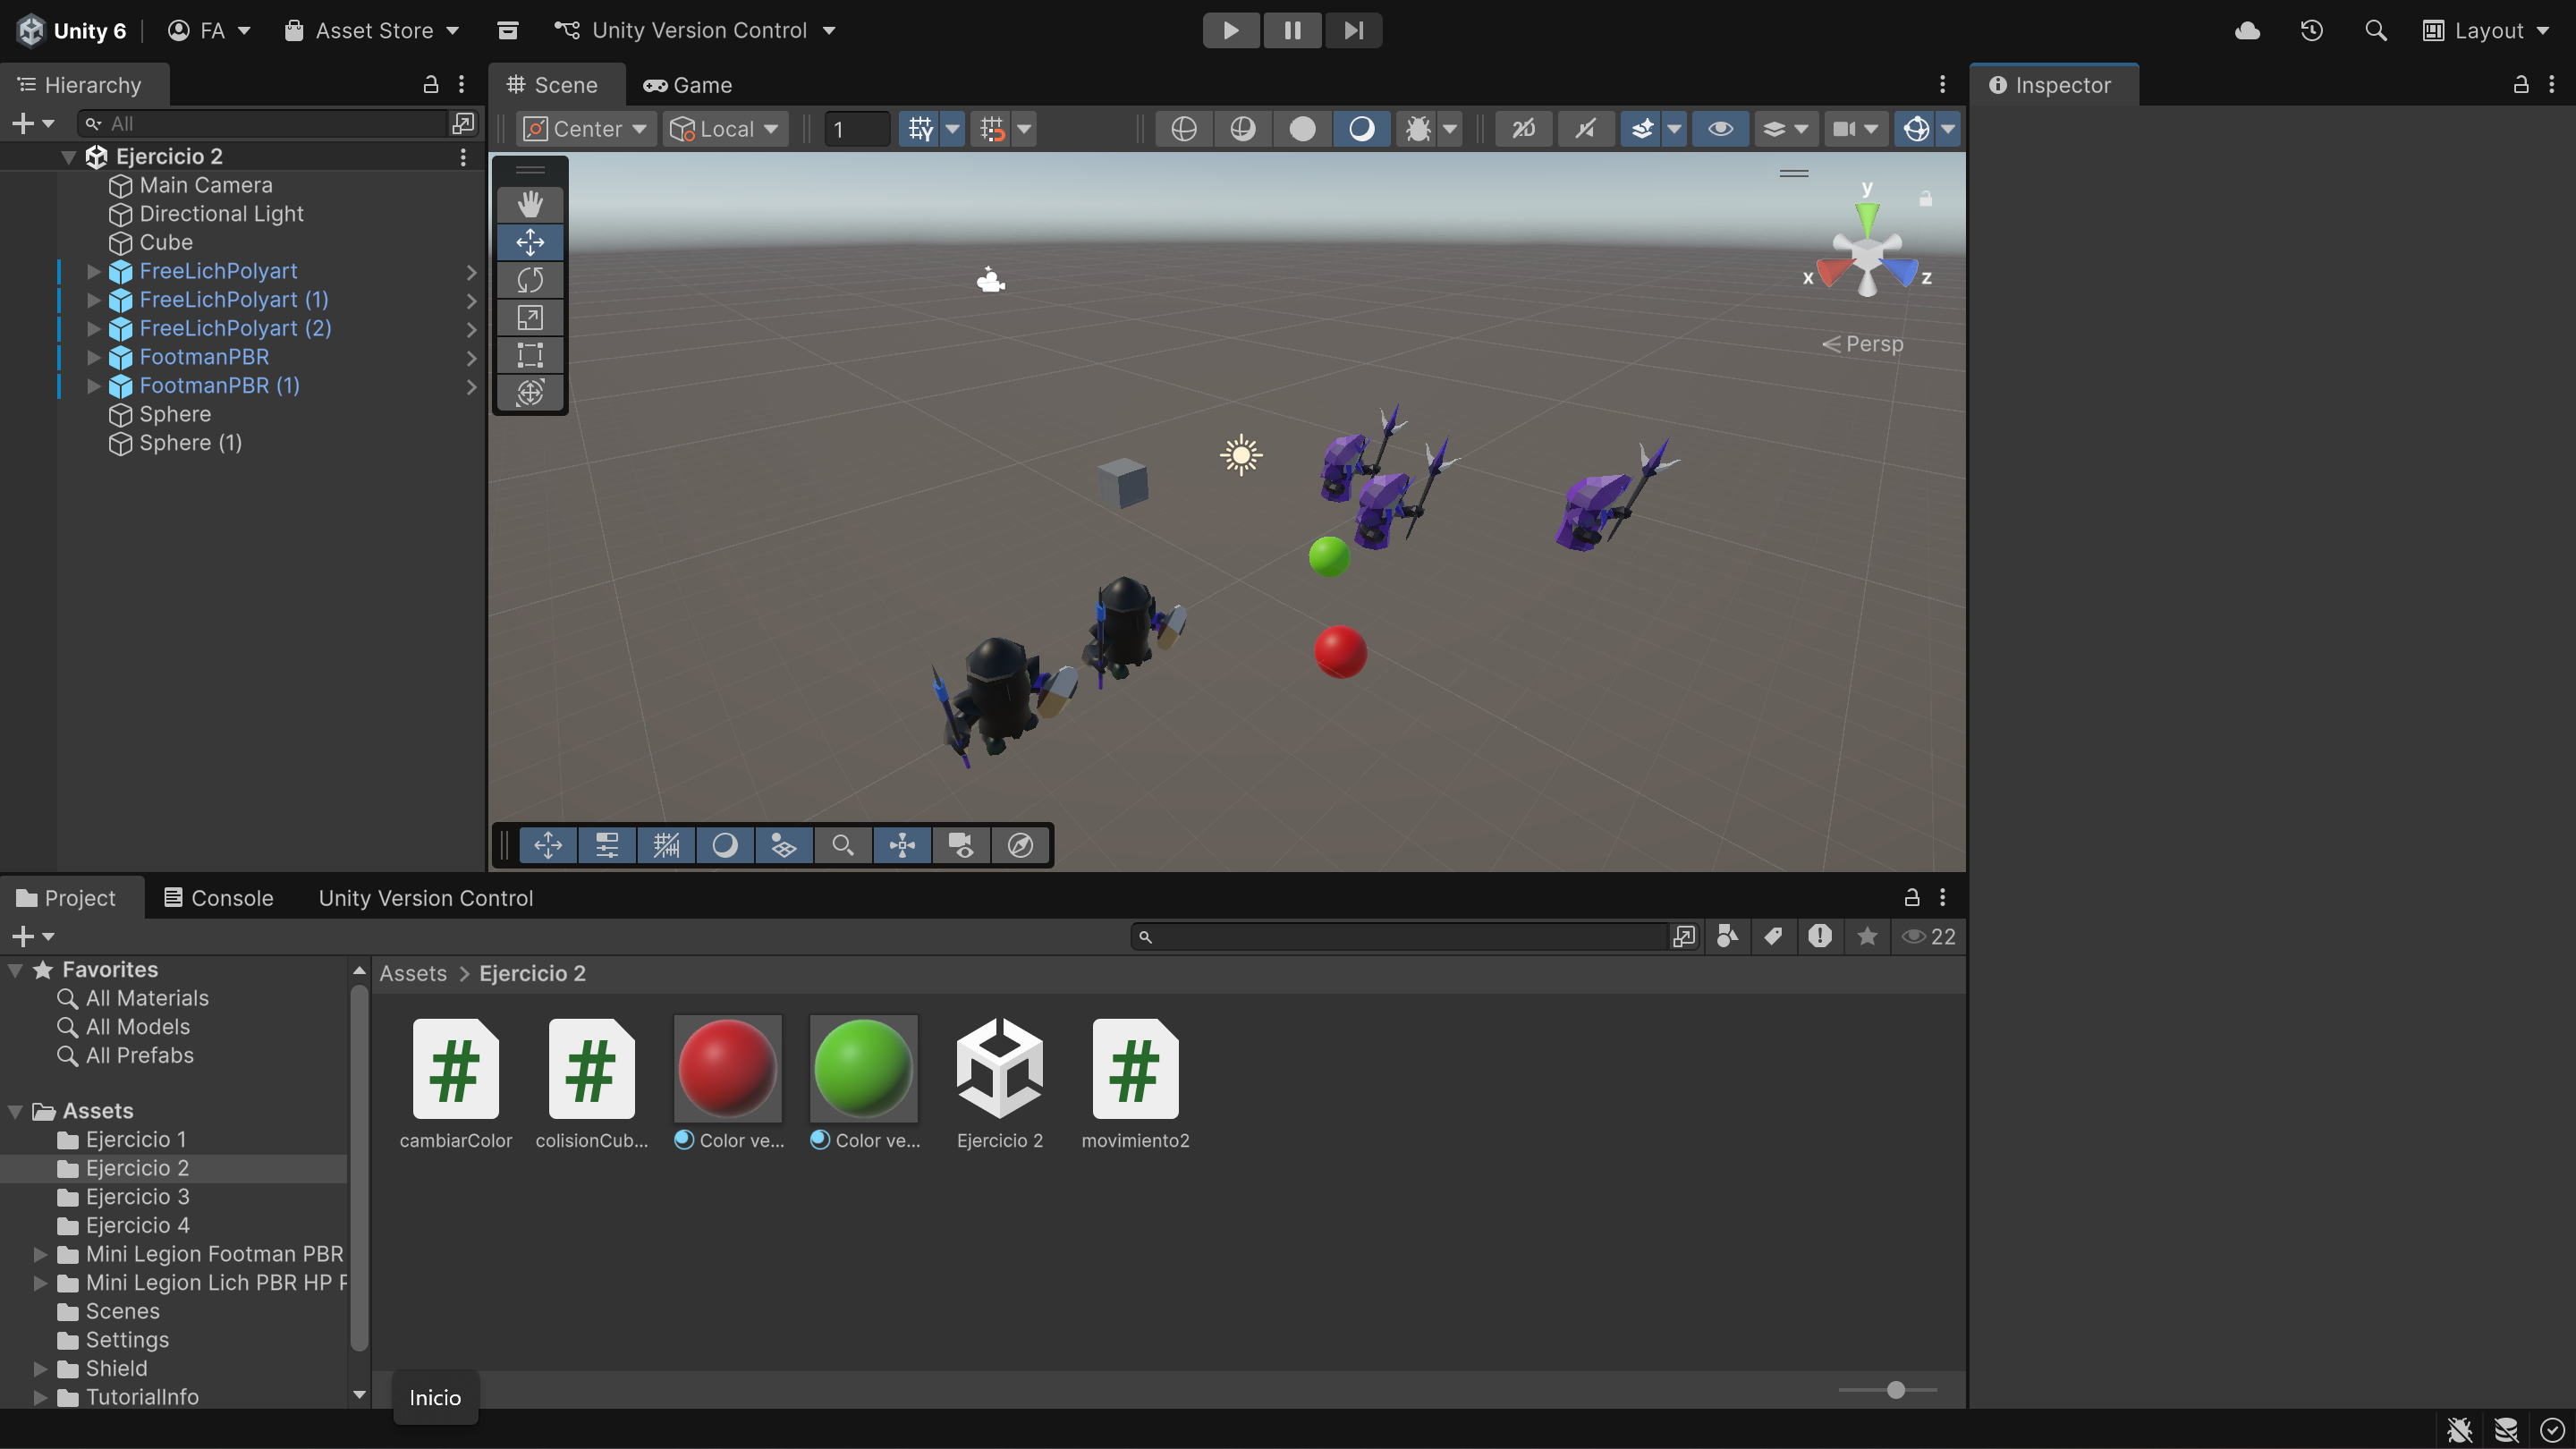 Unity 6 FA Asset Store Unity Version Control Layout
Hierarchy
All
Ejercicio 2
Main Camera
Directional Light
Cube
FreeLichPolyart
FreeLichPolyart (1)
FreeLichPolyart (2)
FootmanPBR
FootmanPBR (1)
Sphere
Sphere (1)
Scene Game
Center Local 1 2D
y
x z
Persp
Inspector
Project Console Unity Version Control
22
Favorites
All Materials
All Models
All Prefabs
Assets
Ejercicio 1
Ejercicio 2
Ejercicio 3
Ejercicio 4
Mini Legion Footman PBR
Mini Legion Lich PBR HP P
Scenes
Settings
Shield
TutorialInfo
Assets > Ejercicio 2
cambiarColor colisionCub... Color ve... Color ve... Ejercicio 2 movimiento2
Inicio